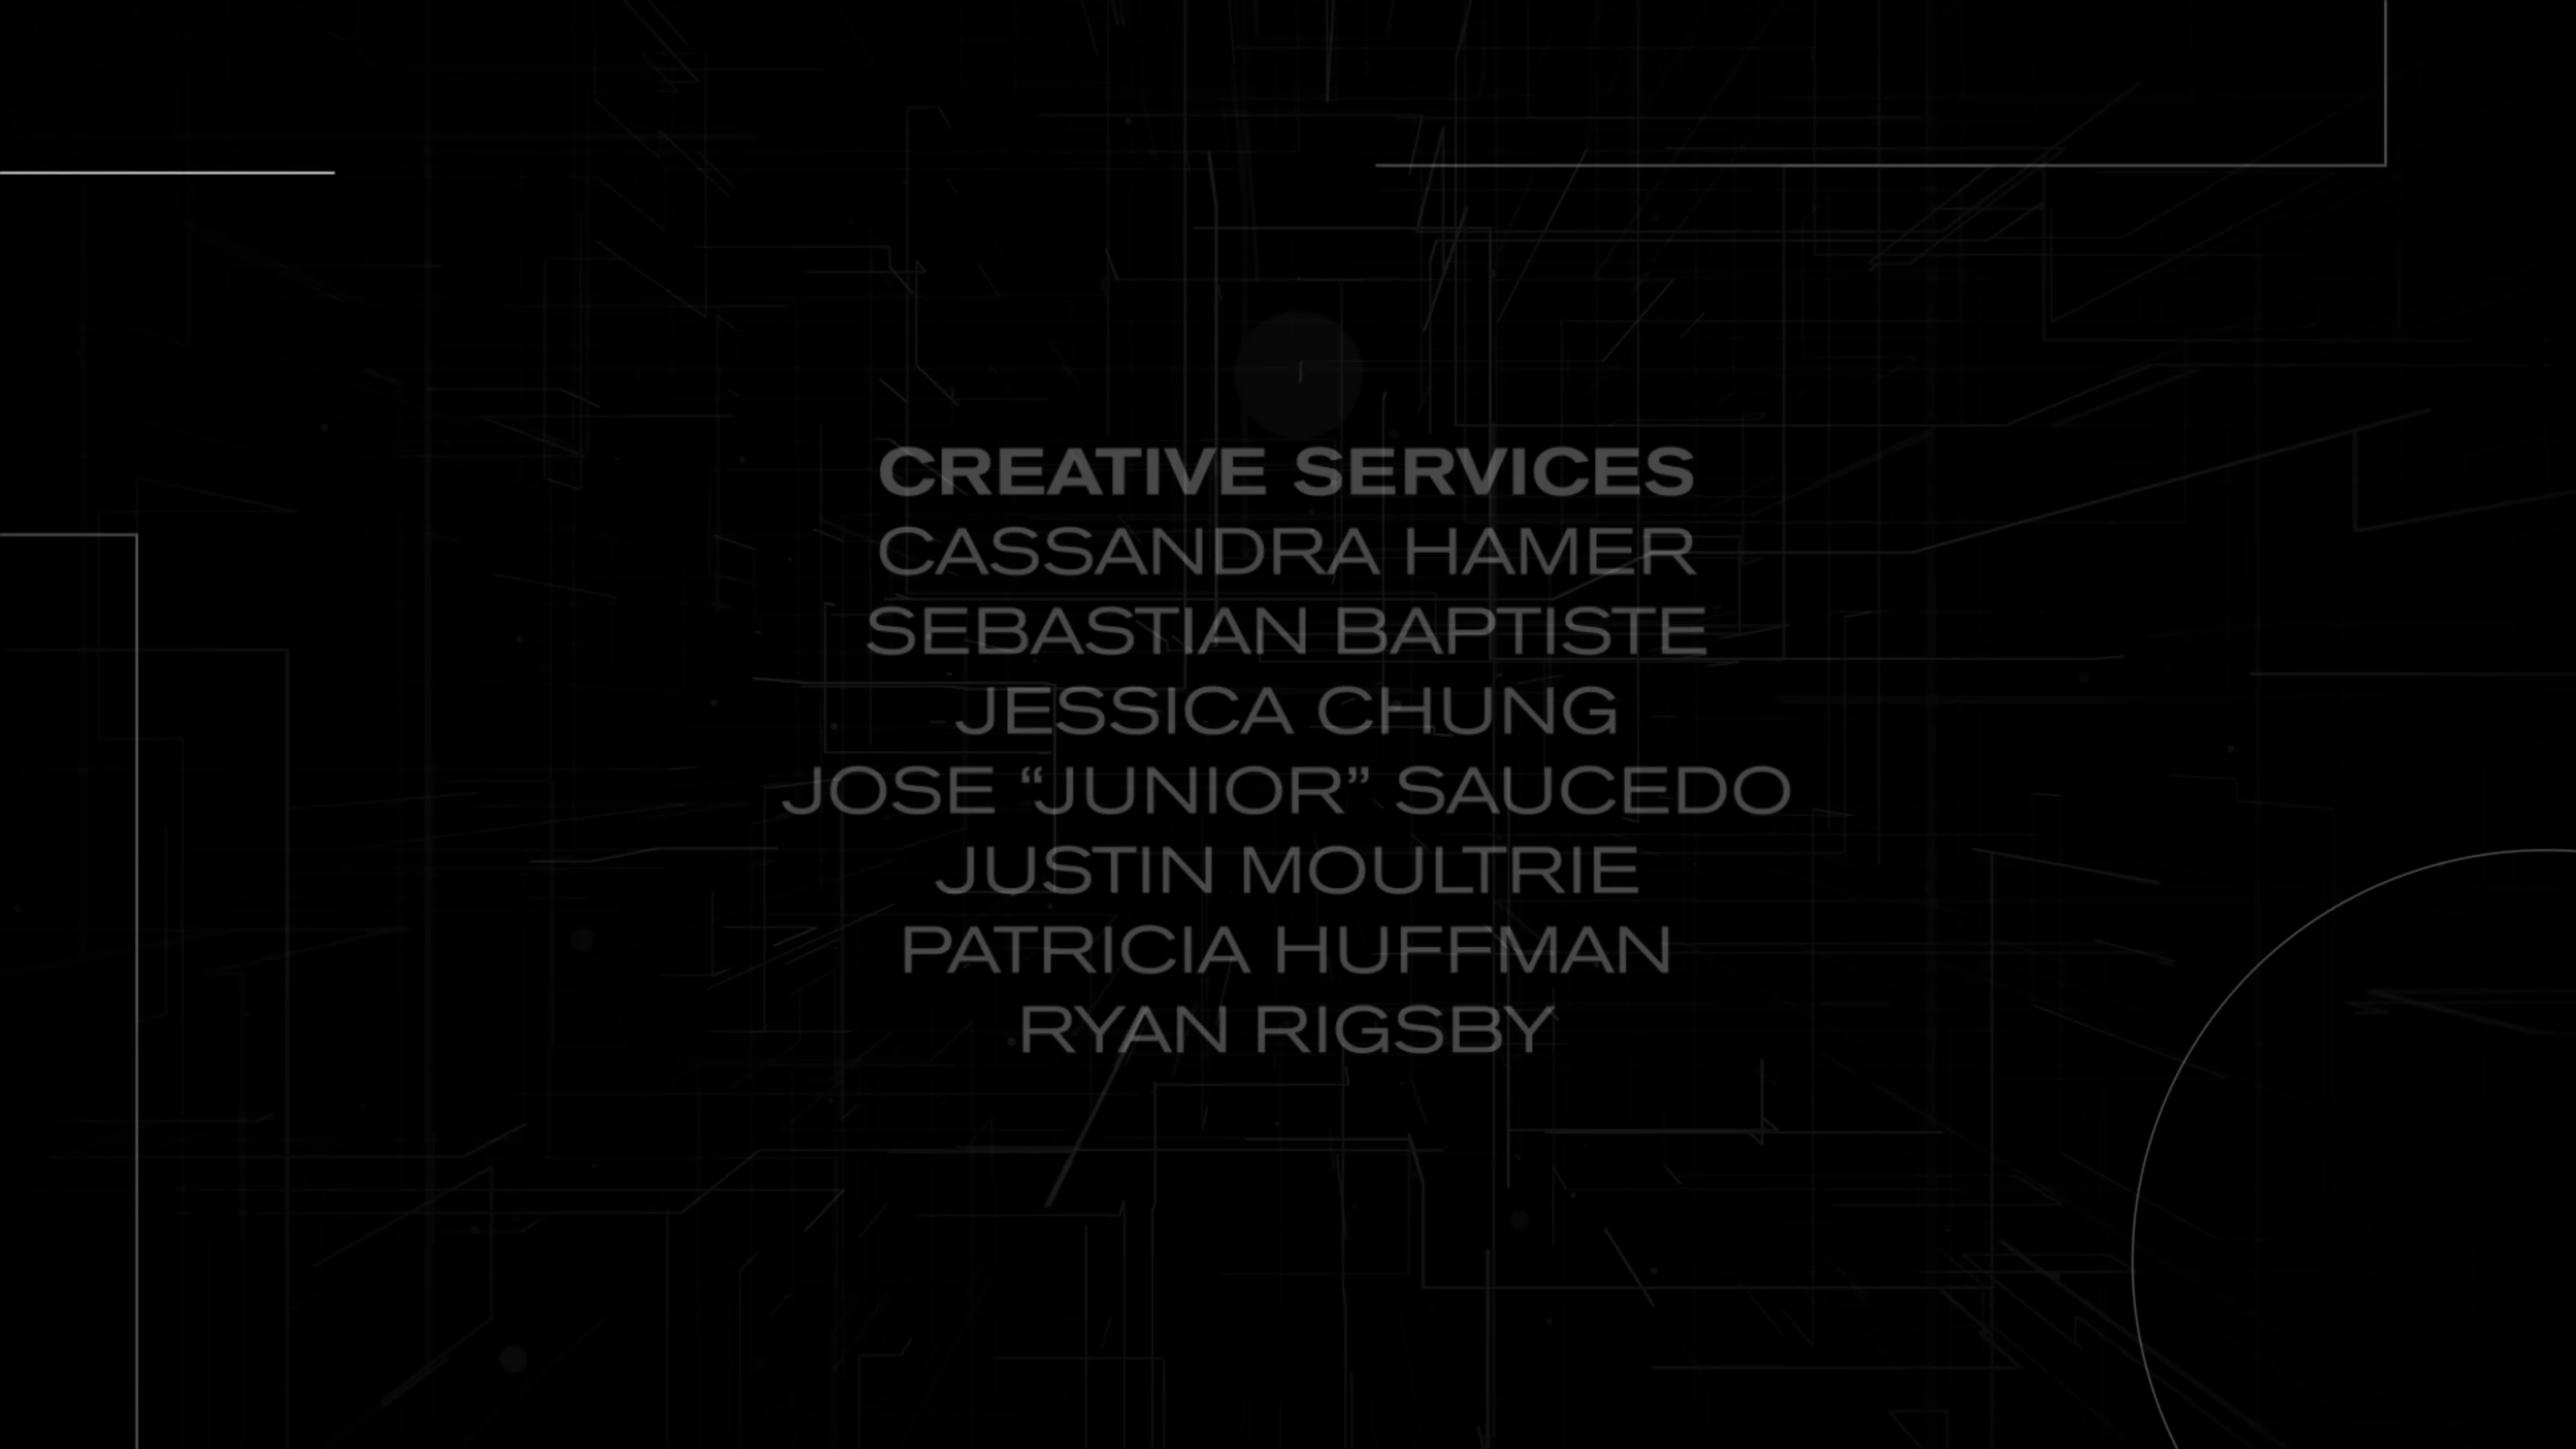 CREATIVE SERVICES
CASSANDRA HAMER
SEBASTIAN BAPTISTE
JESSICA CHUNG
JOSE “JUNIOR” SAUCEDO
JUSTIN MOULTRIE
PATRICIA HUFFMAN
RYAN RIGSBY